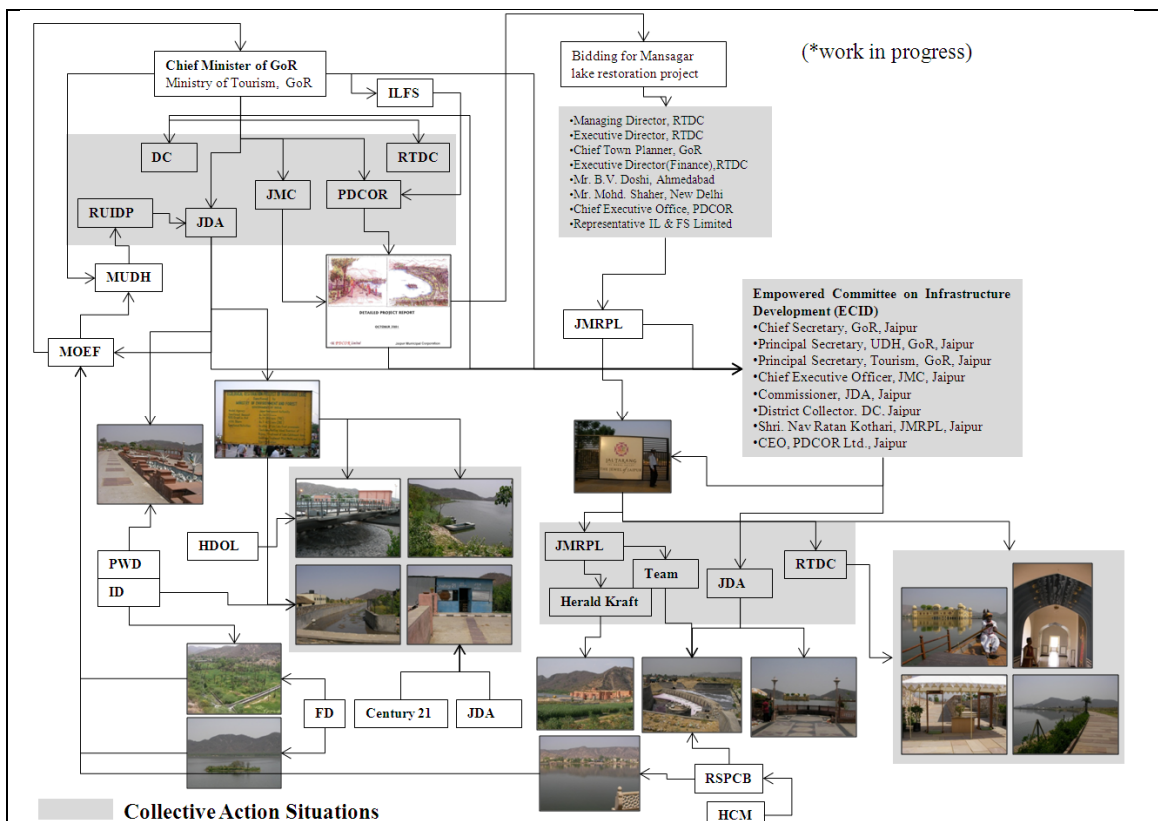 (*work in progress)
Chief Minister of GoR
Ministry of Tourism, GoR
Bidding for Mansagar
lake restoration project
ILFS
•Managing Director, RTDC
•Executive Director, RTDC
•Chief Town Planner, GoR
•Executive Director(Finance),RTDC
•Mr. B.V. Doshi, Ahmedabad
•Mr. Mohd. Shaher, New Delhi
•Chief Executive Office, PDCOR
•Representative IL & FS Limited
DC
RTDC
JMC
PDCOR
RUIDP
JDA
MUDH
DETAILED PROJECT REPORT
JMRPL
Empowered Committee on Infrastructure
Development (ECID)
•Chief Secretary, GoR, Jaipur
•Principal Secretary, UDH, GoR, Jaipur
•Principal Secretary, Tourism, GoR, Jaipur
•Chief Executive Officer, JMC, Jaipur
•Commissioner, JDA, Jaipur
•District Collector. DC. Jaipur
•Shri. Nav Ratan Kothari, JMRPL, Jaipur
•CEO, PDCOR Ltd., Jaipur
MOEF
HDOL
PWD
ID
JMRPL
Team
JDA
RTDC
Herald Kraft
FD
Century 21
JDA
RSPCB
HCM
Collective Action Situations